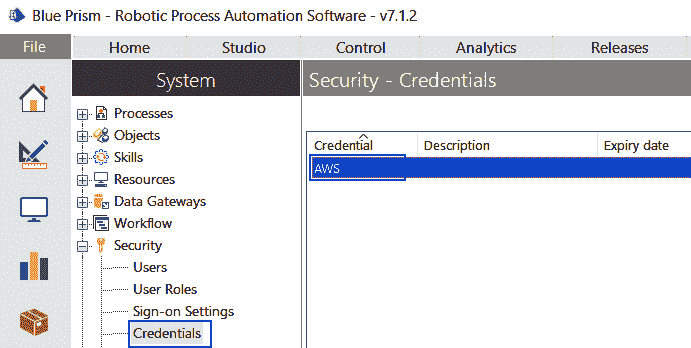 Blue Prism - Robotic Process Automation Software - v7.1.2
File Home Studio Control Analytics Releases
System
Security - Credentials
Processes
Objects
Skills
Resources
Data Gateways
Workflow
Security
Users
User Roles
Sign-on Settings
Credentials
Credential Description Expiry date
AWS